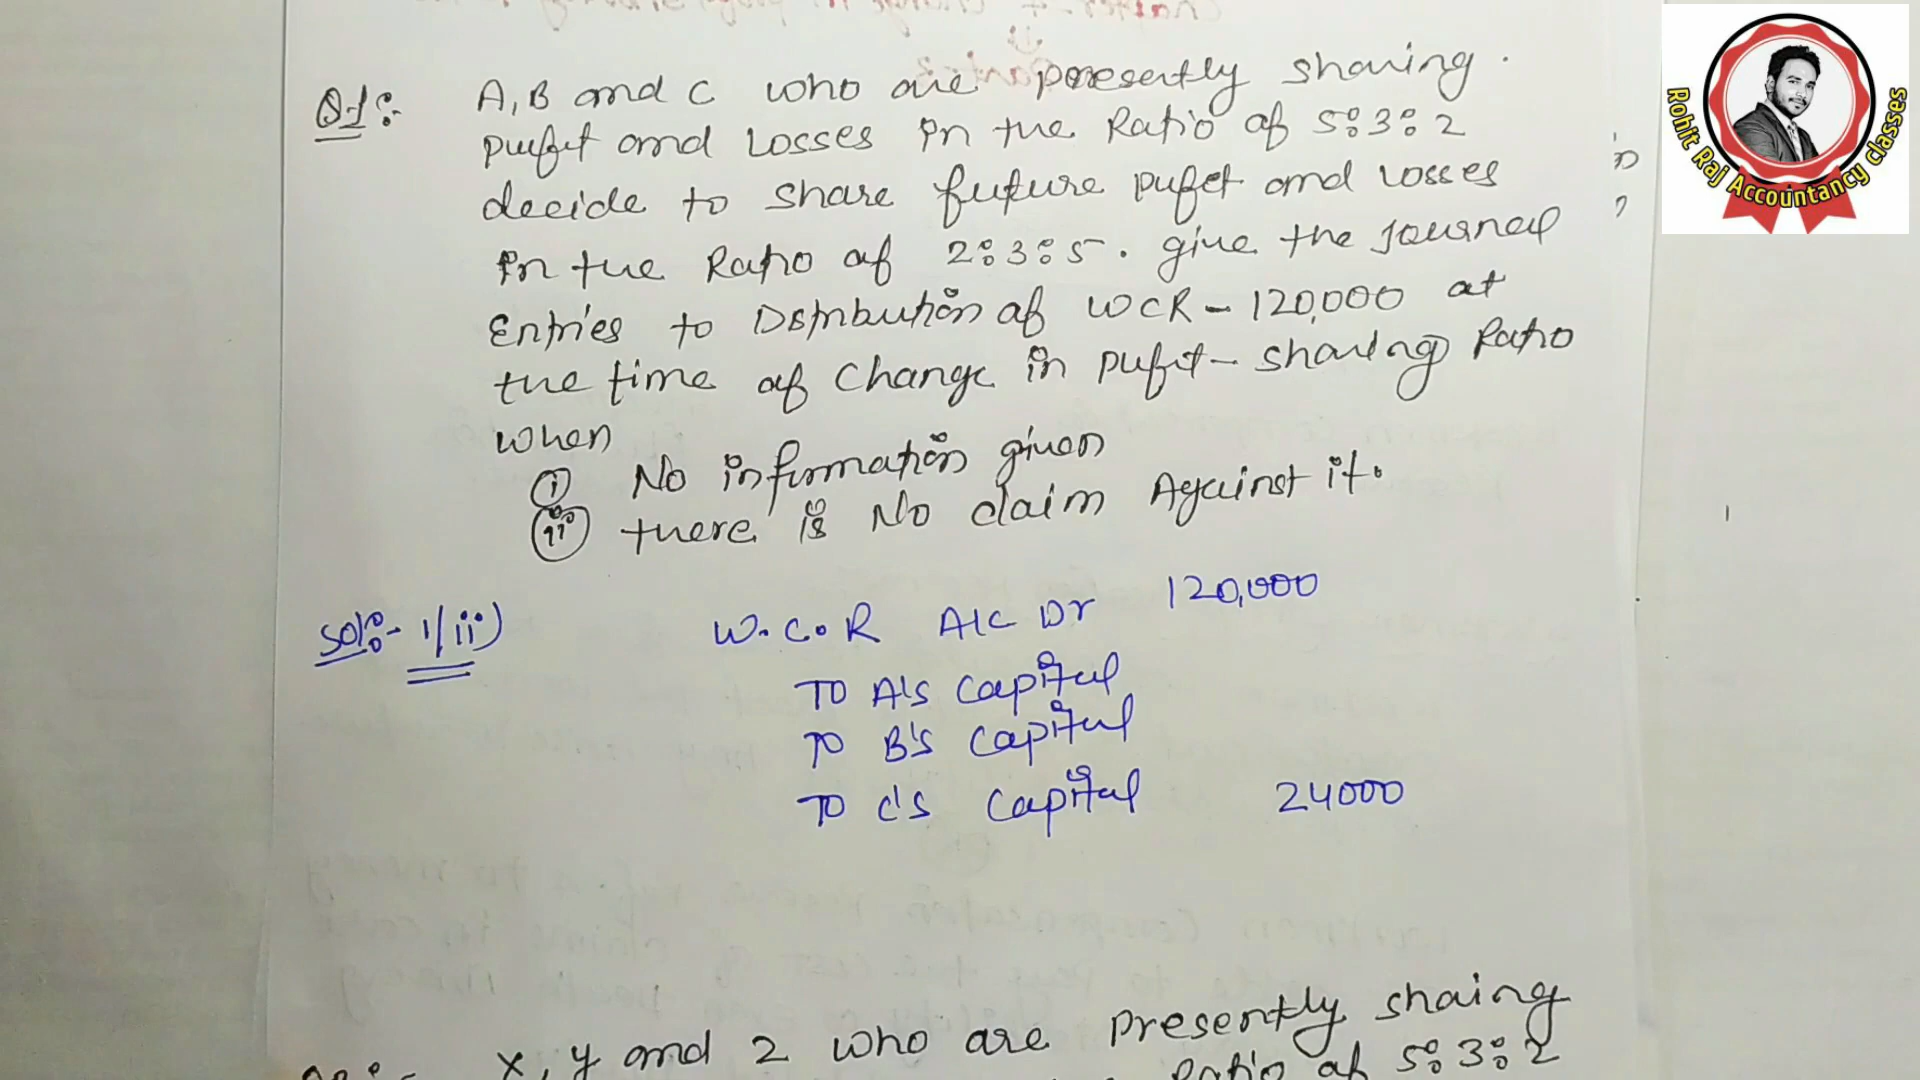 Q.1:- A, B and C who are presently sharing
profit and Losses in the Ratio of 5:3:2
decide to share future profit and losses
in the Ratio of 2:3:5. give the Journal
Entries to Distribution of WCR - 120,000 at
the time of Change in profit-sharing Ratio
when
(i) No information given
(ii) there is No claim Against it.
Sol:- i/ii) W.C.R A/C Dr 120,000
TO A's Capital
TO B's Capital
TO C's Capital 24000
X, Y and Z who are presently shaing
Ratio of 5:3:2
Rohit Raj Accountancy classes